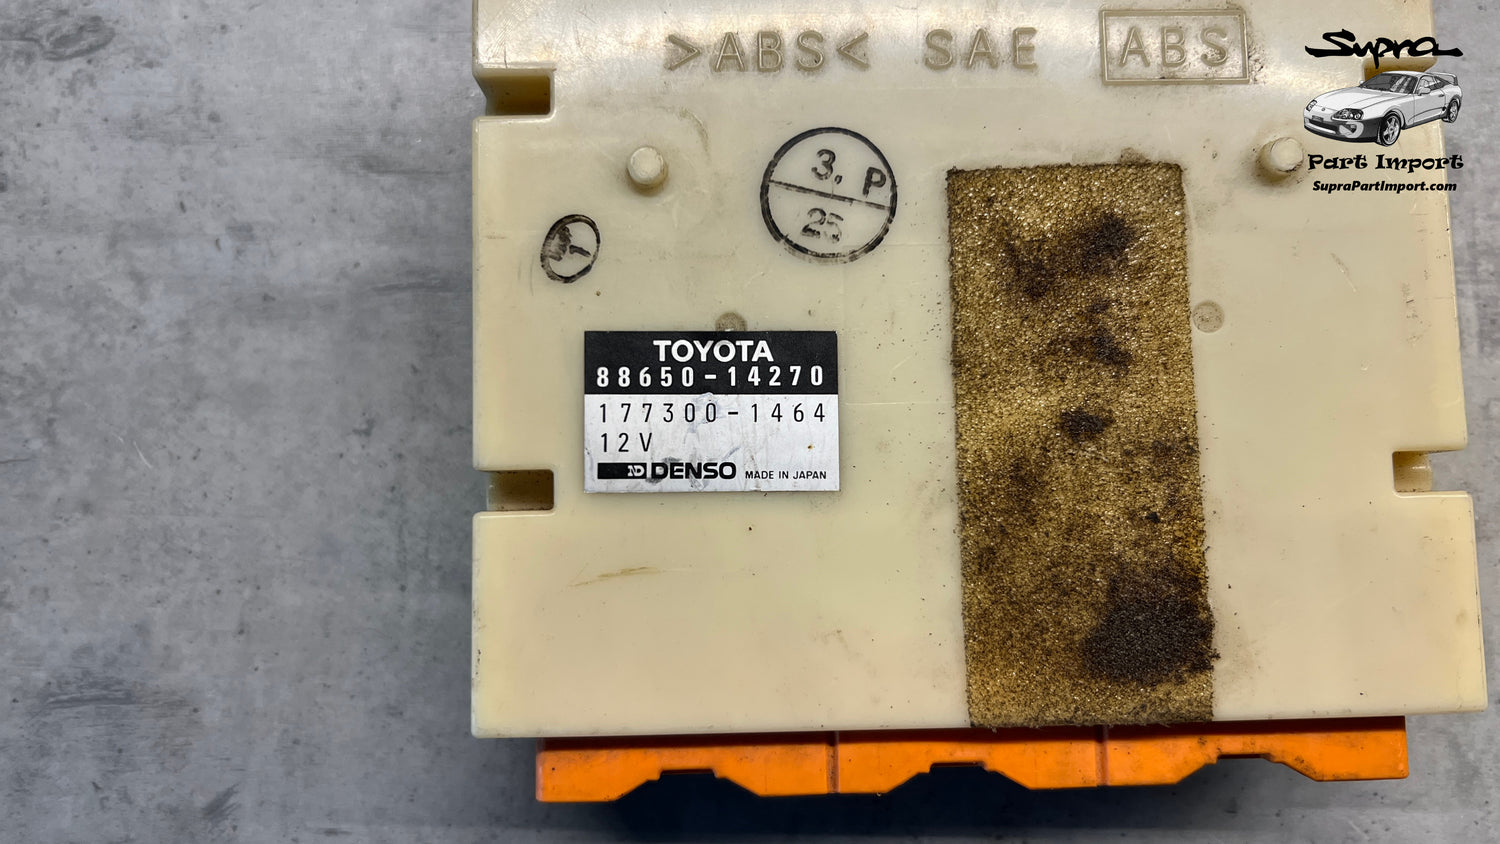 >ABS< SAE ABS
Supra
Part Import
SupraPartImport.com
3. P
25
TOYOTA
88650-14270
177300-1464
12V
ND DENSO MADE IN JAPAN